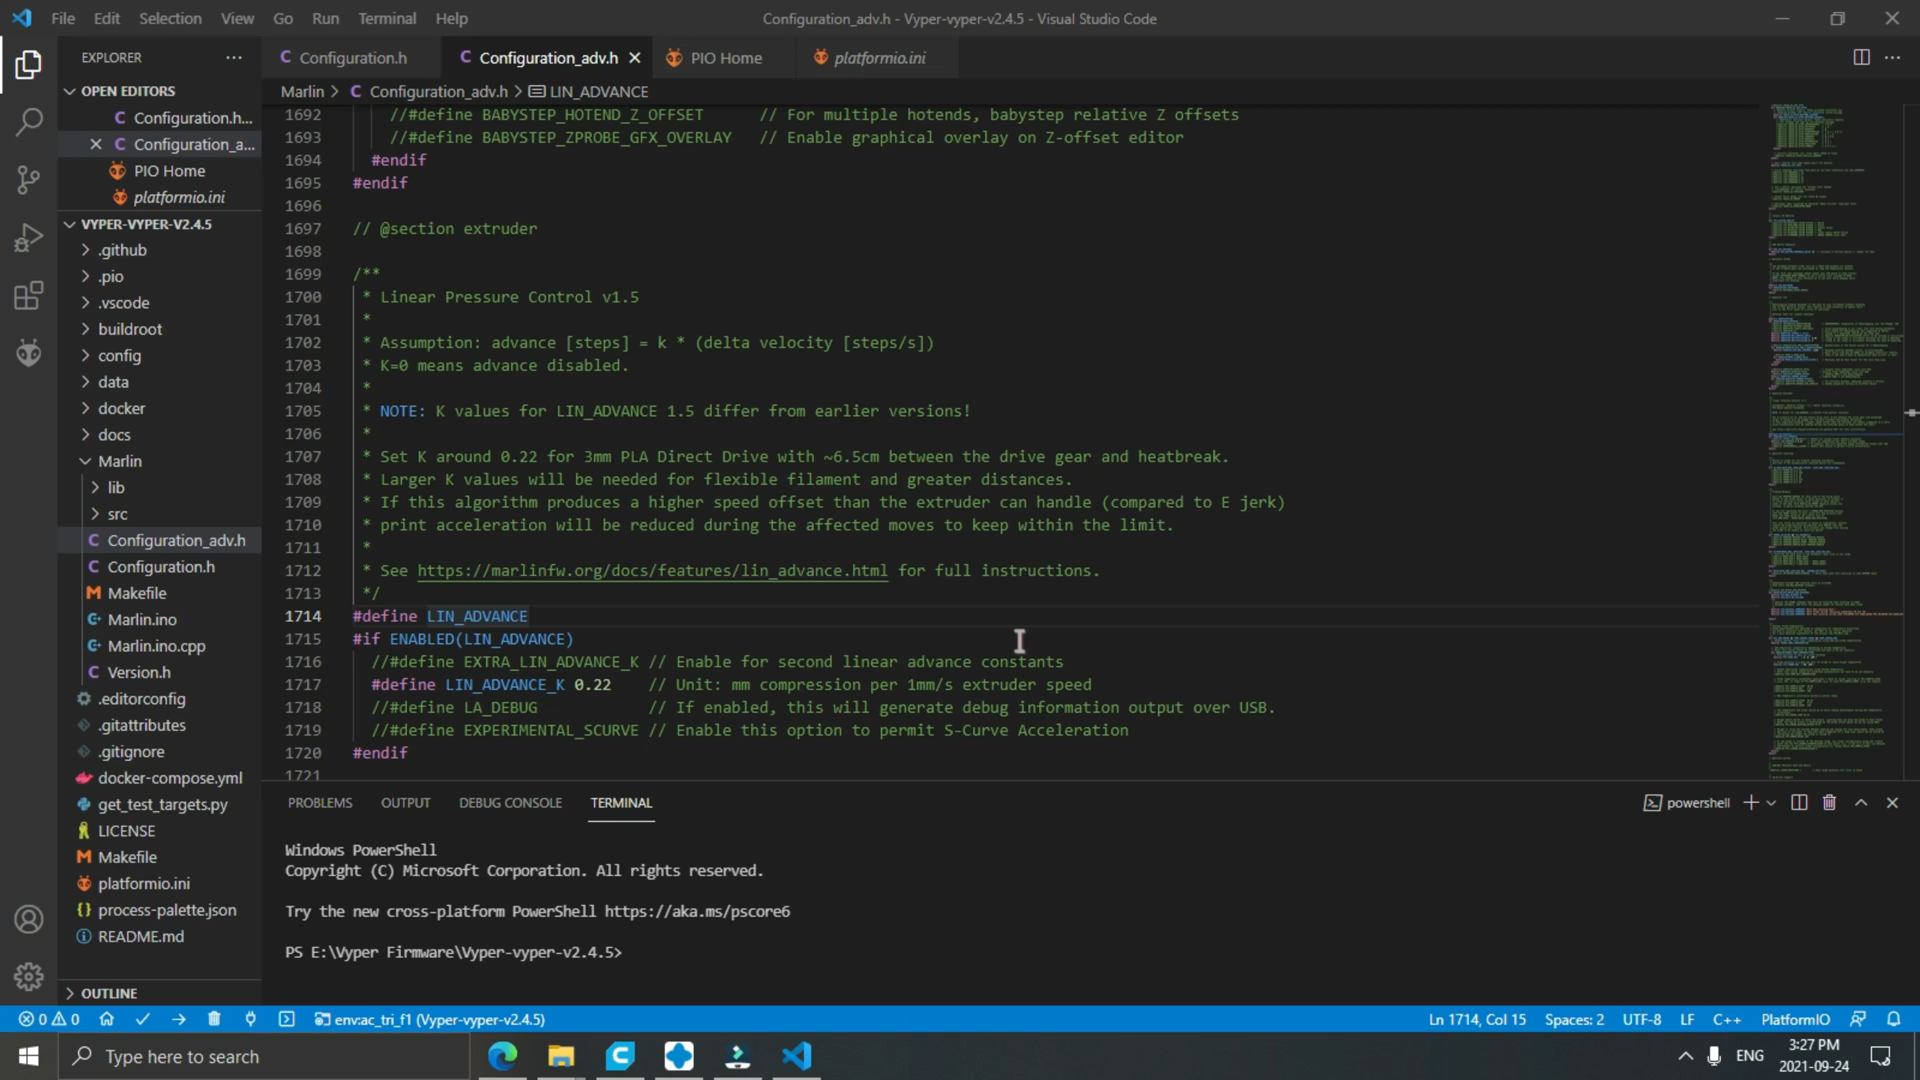 File Edit Selection View Go Run Terminal Help
Configuration_adv.h - Vyper-vyper-v2.4.5 - Visual Studio Code
EXPLORER
OPEN EDITORS
Configuration.h...
Configuration_a...
PIO Home
platformio.ini
VYPER-VYPER-V2.4.5
.github
.pio
.vscode
buildroot
config
data
docker
docs
Marlin
lib
src
Configuration_adv.h
Configuration.h
Makefile
Marlin.ino
Marlin.ino.cpp
Version.h
.editorconfig
.gitattributes
.gitignore
docker-compose.yml
get_test_targets.py
LICENSE
Makefile
platformio.ini
process-palette.json
README.md
OUTLINE
Configuration.h Configuration_adv.h PIO Home platformio.ini
Marlin > Configuration_adv.h > LIN_ADVANCE
1692 //#define BABYSTEP_HOTEND_Z_OFFSET // For multiple hotends, babystep relative Z offsets
1693 //#define BABYSTEP_ZPROBE_GFX_OVERLAY // Enable graphical overlay on Z-offset editor
1694 #endif
1695 #endif
1696
1697 // @section extruder
1698
1699 /**
1700 * Linear Pressure Control v1.5
1701 *
1702 * Assumption: advance [steps] = k * (delta velocity [steps/s])
1703 * K=0 means advance disabled.
1704 *
1705 * NOTE: K values for LIN_ADVANCE 1.5 differ from earlier versions!
1706 *
1707 * Set K around 0.22 for 3mm PLA Direct Drive with ~6.5cm between the drive gear and heatbreak.
1708 * Larger K values will be needed for flexible filament and greater distances.
1709 * If this algorithm produces a higher speed offset than the extruder can handle (compared to E jerk)
1710 * print acceleration will be reduced during the affected moves to keep within the limit.
1711 *
1712 * See https://marlinfw.org/docs/features/lin_advance.html for full instructions.
1713 */
1714 #define LIN_ADVANCE
1715 #if ENABLED(LIN_ADVANCE)
1716 //#define EXTRA_LIN_ADVANCE_K // Enable for second linear advance constants
1717 #define LIN_ADVANCE_K 0.22 // Unit: mm compression per 1mm/s extruder speed
1718 //#define LA_DEBUG // If enabled, this will generate debug information output over USB.
1719 //#define EXPERIMENTAL_SCURVE // Enable this option to permit S-Curve Acceleration
1720 #endif
1721
PROBLEMS OUTPUT DEBUG CONSOLE TERMINAL
powershell
Windows PowerShell
Copyright (C) Microsoft Corporation. All rights reserved.
Try the new cross-platform PowerShell https://aka.ms/pscore6
PS E:\Vyper Firmware\Vyper-vyper-v2.4.5>
0 0 env:ac_tri_f1 (Vyper-vyper-v2.4.5)
Ln 1714, Col 15 Spaces: 2 UTF-8 LF C++ PlatformIO
Type here to search
ENG
3:27 PM
2021-09-24